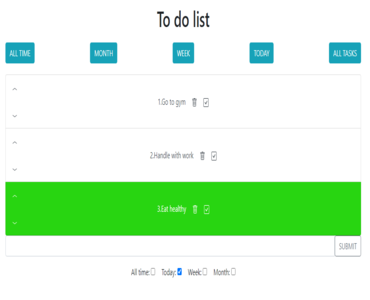 To do list
ALL TIME MONTH WEEK TODAY ALL TASKS
1.Go to gym
2.Handle with work
3.Eat healthy
SUBMIT
All time: Today: Week: Month: